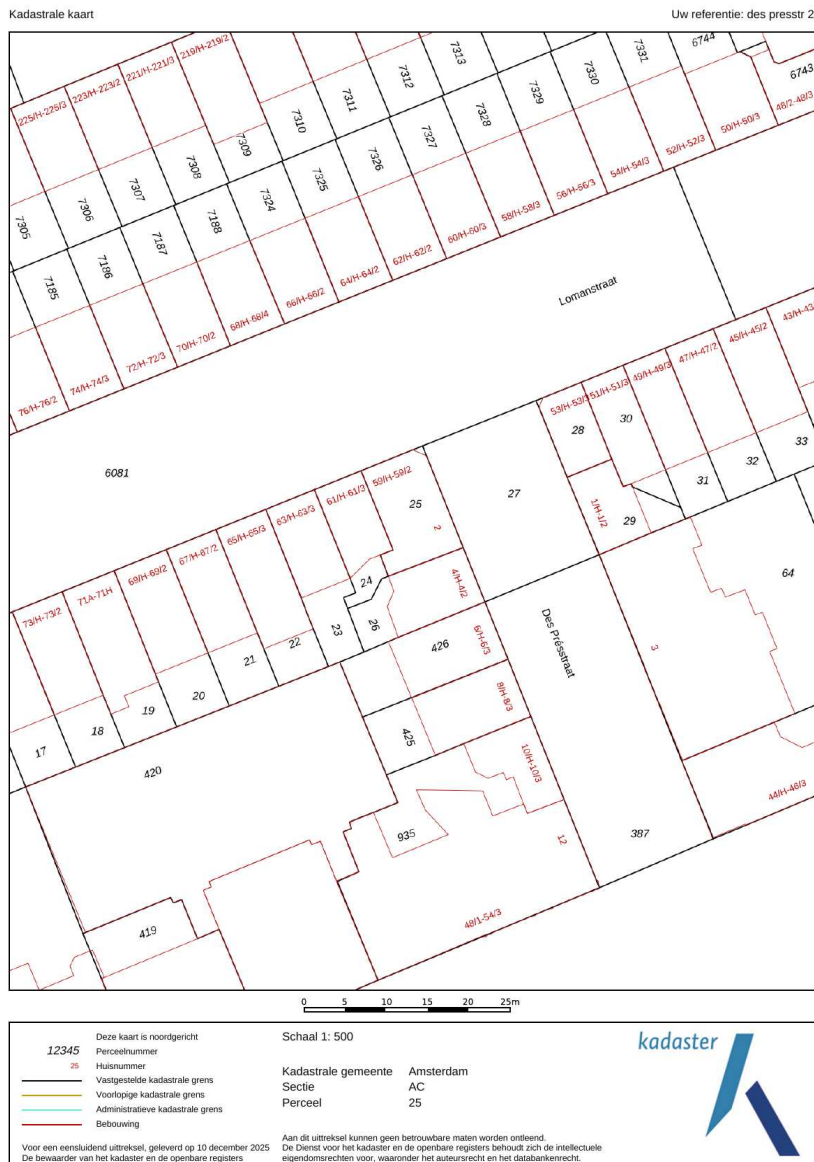 Kadastrale kaart
Uw referentie: des presstr 2
219/H-219/2
221/H-221/3
223/H-223/2
225/H-225/3
7313
7331
6744
6743
7312
7330
7311
7329
7310
7328
7309
7327
7308
7326
7307
7325
7306
7324
7305
7188
7187
7186
7185
48/2-48/3
50/H-50/3
52/H-52/3
54/H-54/3
56/H-56/3
58/H-58/3
60/H-60/3
62/H-62/2
64/H-64/2
66/H-66/2
68/H-68/4
70/H-70/2
72/H-72/3
74/H-74/3
76/H-76/2
Lomanstraat
43/H-43
45/H-45/2
47/H-47/2
49/H-49/3
51/H-51/3
53/H-53/3
28
30
33
32
31
29
1/H-1/2
27
6081
59/H-59/2
61/H-61/3
63/H-63/3
65/H-65/3
67/H-67/2
69/H-69/2
71A-71H
73/H-73/2
25
2
24
4/H-4/2
26
23
22
21
20
19
18
17
6/H-6/3
426
8/H-8/3
425
10/H-10/3
Des Présstraat
3
64
44/H-46/3
420
935
12
387
419
48/1-54/3
0 5 10 15 20 25m
Deze kaart is noordgericht
12345 Perceelnummer
25 Huisnummer
Vastgestelde kadastrale grens
Voorlopige kadastrale grens
Administratieve kadastrale grens
Bebouwing
Voor een eensluidend uittreksel, geleverd op 10 december 2025
De bewaarder van het kadaster en de openbare registers
Schaal 1: 500
Kadastrale gemeente Amsterdam
Sectie AC
Perceel 25
Aan dit uittreksel kunnen geen betrouwbare maten worden ontleend.
De Dienst voor het kadaster en de openbare registers behoudt zich de intellectuele
eigendomsrechten voor, waaronder het auteursrecht en het databankenrecht.
kadaster